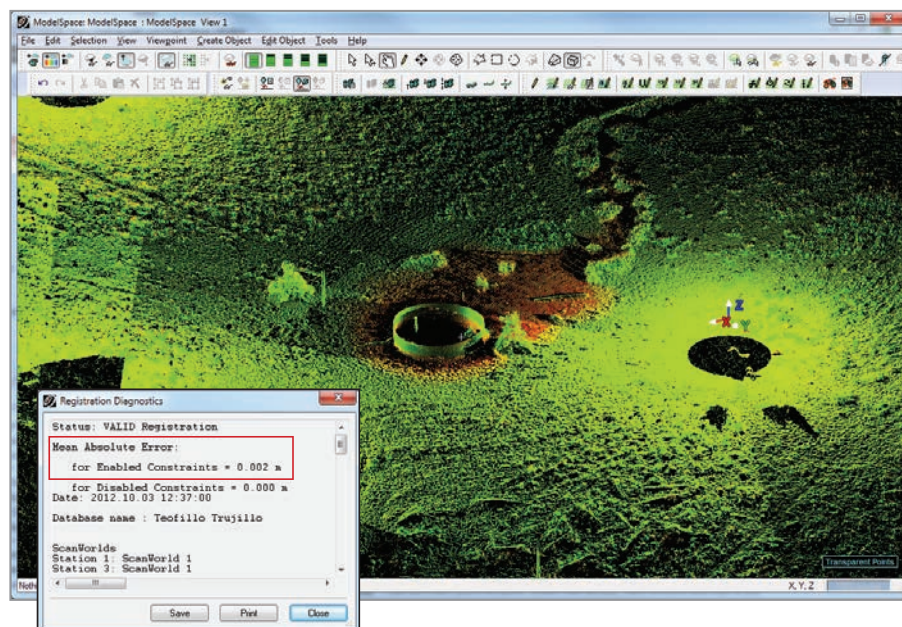 ModelSpace: ModelSpace : ModelSpace View 1
File Edit Selection View Viewpoint Create Object Edit Object Tools Help
Z
X Y
Registration Diagnostics
Status: VALID Registration
Mean Absolute Error:
for Enabled Constraints = 0.002 m
for Disabled Constraints = 0.000 m
Date: 2012.10.03 12:37:00
Database name : Teofillo Trujillo
ScanWorlds
Station 1: ScanWorld 1
Station 3: ScanWorld 1
Save Print Close
Transparent Points
X, Y, Z